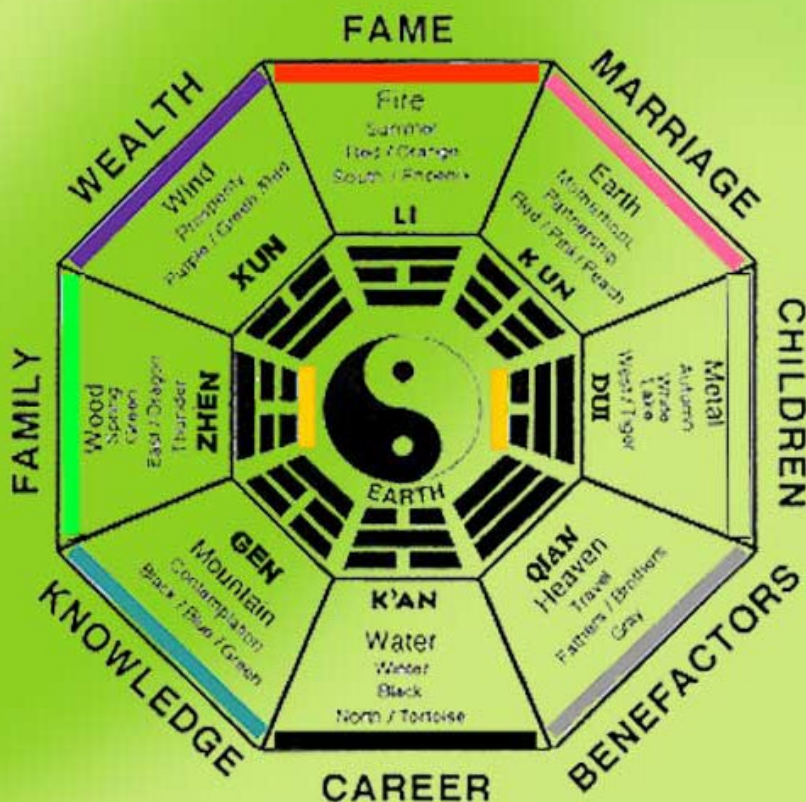 FAME
Fire
Summer
Red / Orange
South / Phoenix
LI
MARRIAGE
Earth
Motherhood,
Partnership
Red / Pink / Peach
K'UN
CHILDREN
Metal
Autumn
White
Lake
West / Tiger
DUI
BENEFACTORS
QIAN
Heaven
Travel
Fathers / Brothers
Gray
CAREER
K'AN
Water
Winter
Black
North / Tortoise
KNOWLEDGE
GEN
Mountain
Contemplation
Black / Blue / Green
FAMILY
Wood
Spring
Green
East / Dragon
Thunder
ZHEN
WEALTH
Wind
Prosperity
Purple / Green /
XUN
EARTH